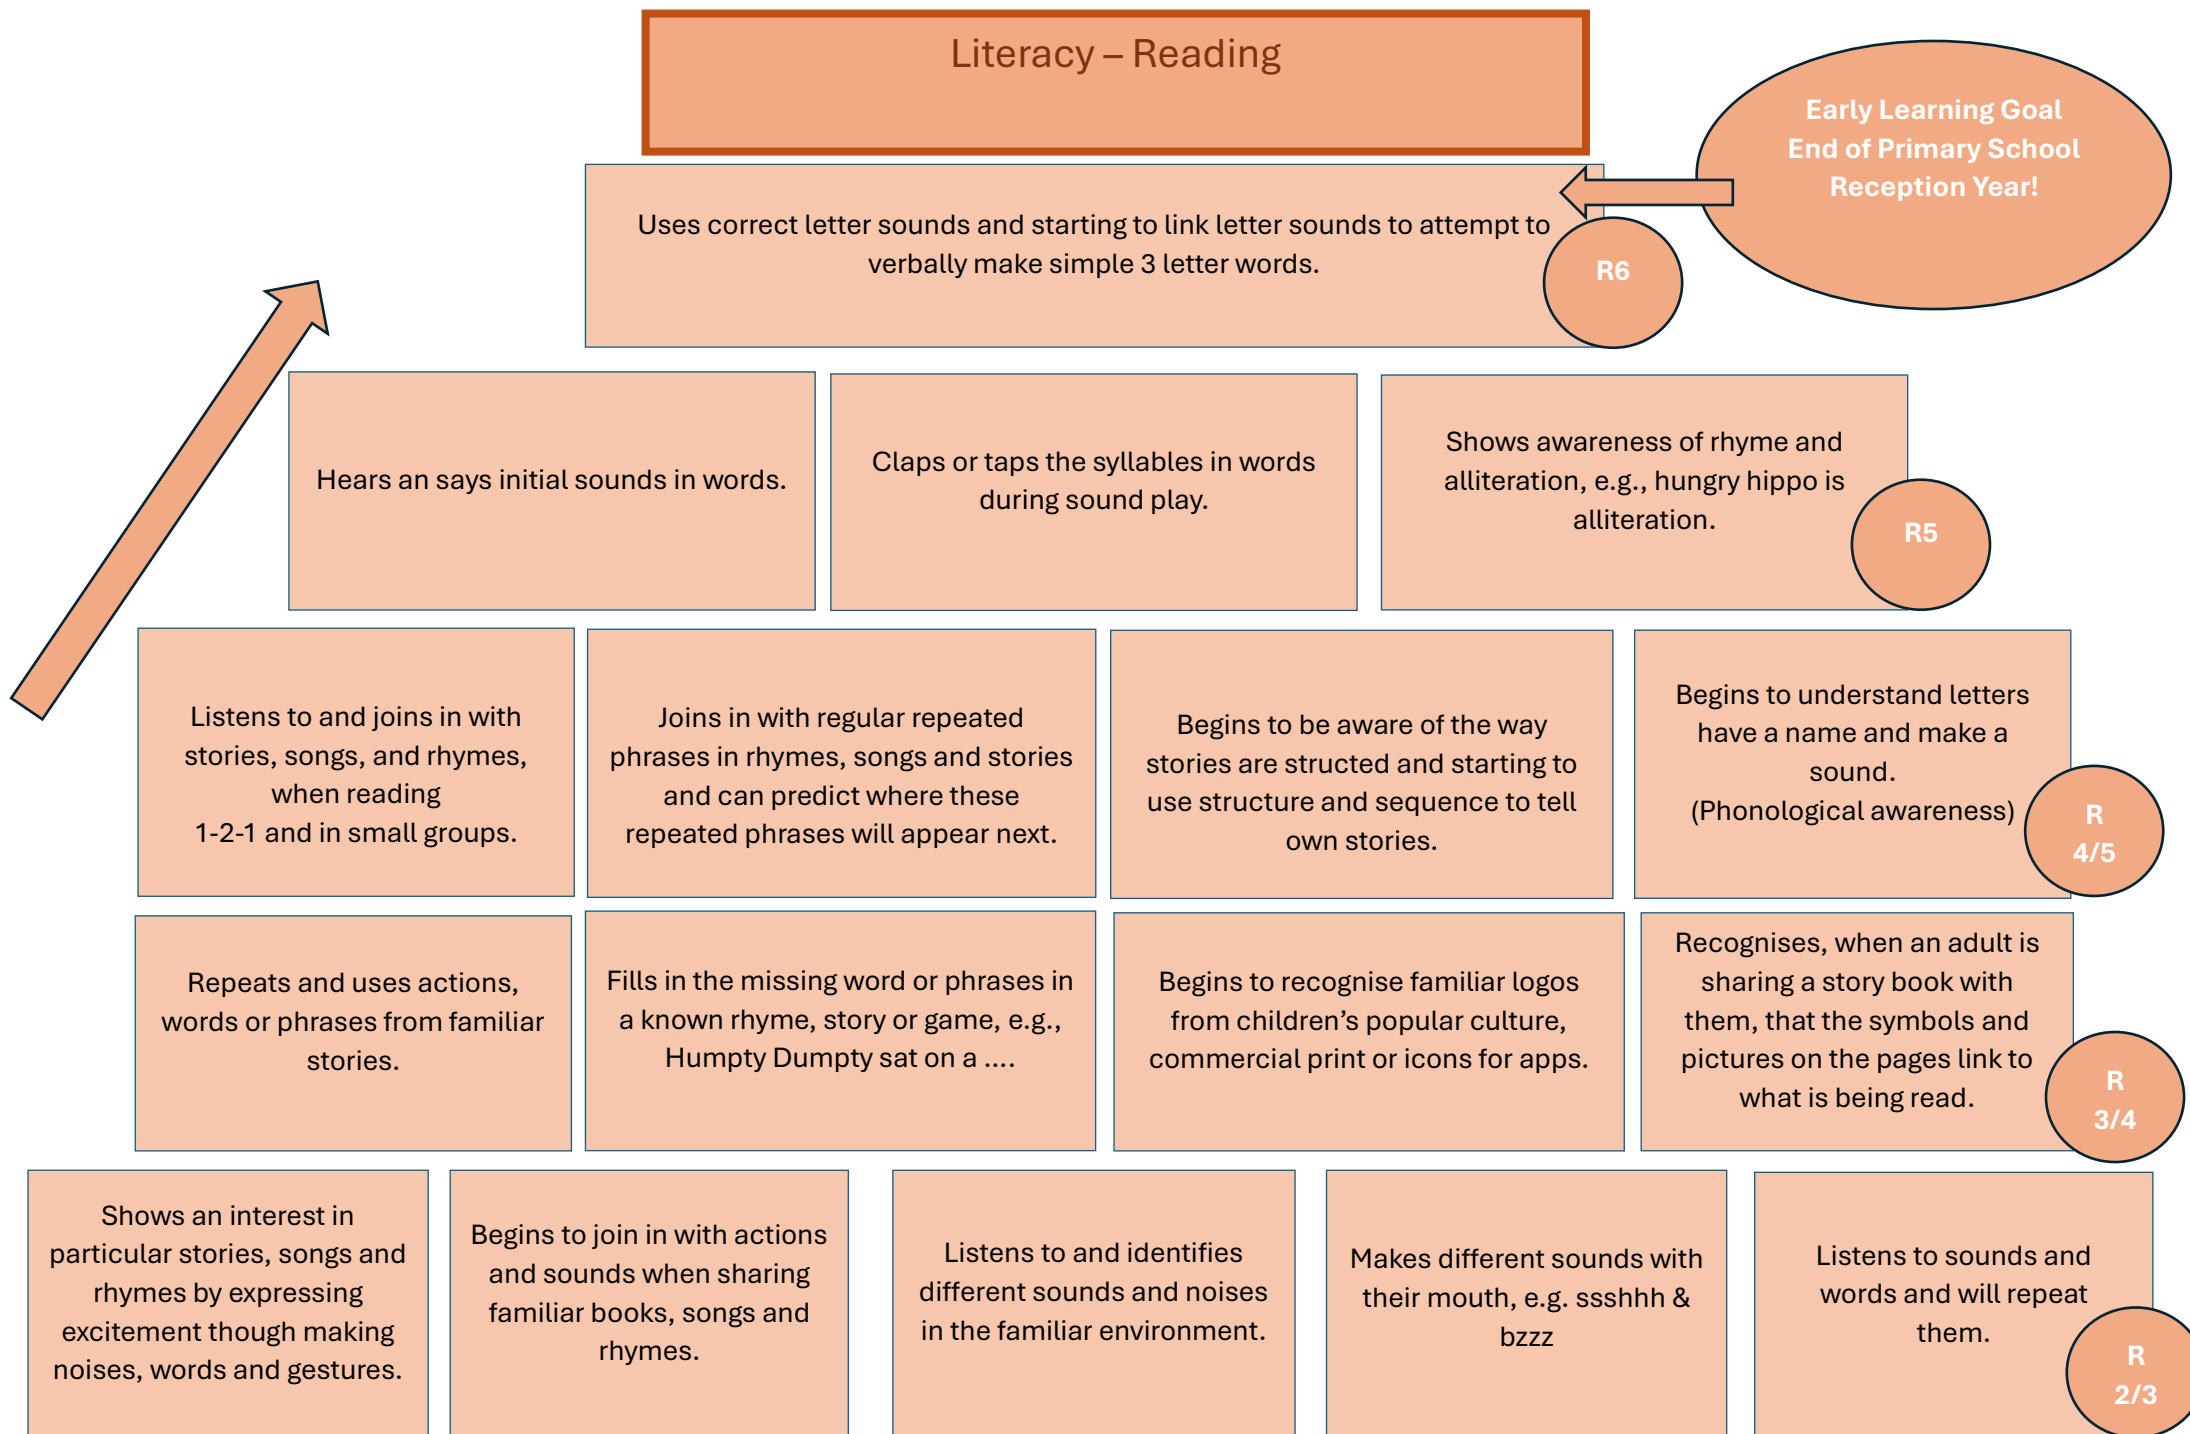 Literacy – Reading
Early Learning Goal
End of Primary School
Reception Year!
Uses correct letter sounds and starting to link letter sounds to attempt to
verbally make simple 3 letter words.
R6
Hears an says initial sounds in words.
Claps or taps the syllables in words
during sound play.
Shows awareness of rhyme and
alliteration, e.g., hungry hippo is
alliteration.
R5
Listens to and joins in with
stories, songs, and rhymes,
when reading
1-2-1 and in small groups.
Joins in with regular repeated
phrases in rhymes, songs and stories
and can predict where these
repeated phrases will appear next.
Begins to be aware of the way
stories are structed and starting to
use structure and sequence to tell
own stories.
Begins to understand letters
have a name and make a
sound.
(Phonological awareness)
R
4/5
Repeats and uses actions,
words or phrases from familiar
stories.
Fills in the missing word or phrases in
a known rhyme, story or game, e.g.,
Humpty Dumpty sat on a ....
Begins to recognise familiar logos
from children’s popular culture,
commercial print or icons for apps.
Recognises, when an adult is
sharing a story book with
them, that the symbols and
pictures on the pages link to
what is being read.
R
3/4
Shows an interest in
particular stories, songs and
rhymes by expressing
excitement though making
noises, words and gestures.
Begins to join in with actions
and sounds when sharing
familiar books, songs and
rhymes.
Listens to and identifies
different sounds and noises
in the familiar environment.
Makes different sounds with
their mouth, e.g. ssshhh &
bzzz
Listens to sounds and
words and will repeat
them.
R
2/3